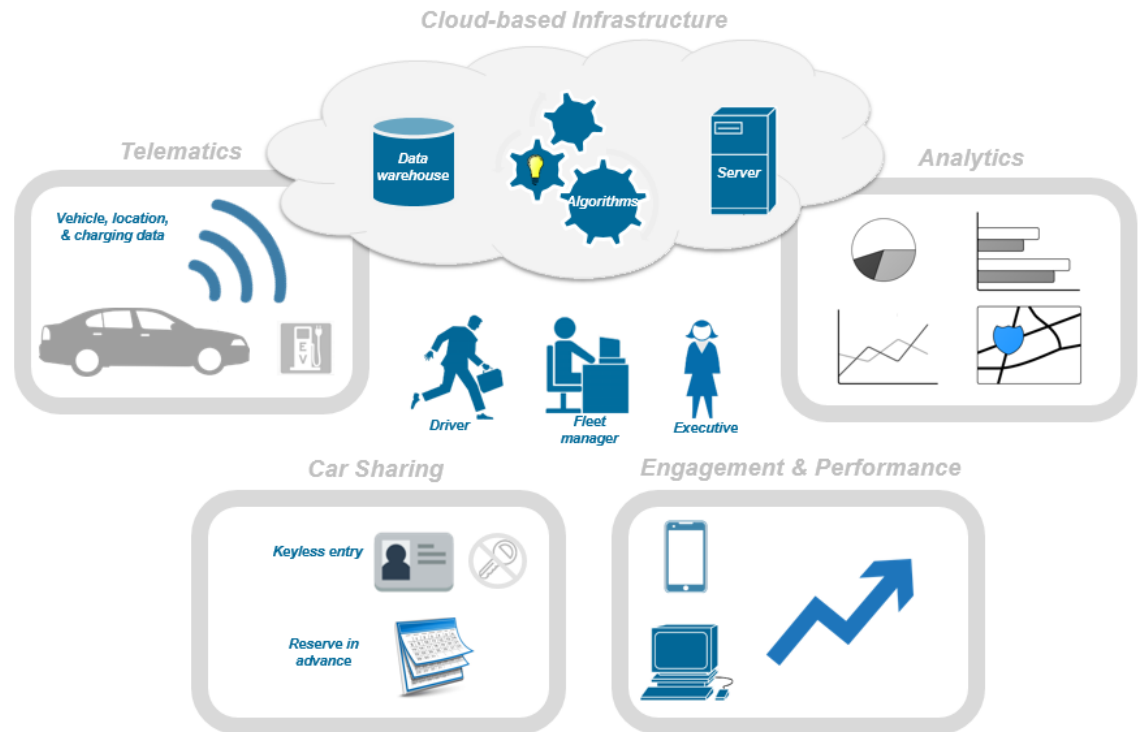 Cloud-based Infrastructure
Telematics
Analytics
Data
warehouse
Algorithms
Server
Vehicle, location,
& charging data
E
V
Driver
Fleet
manager
Executive
Car Sharing
Engagement & Performance
Keyless entry
Reserve in
advance